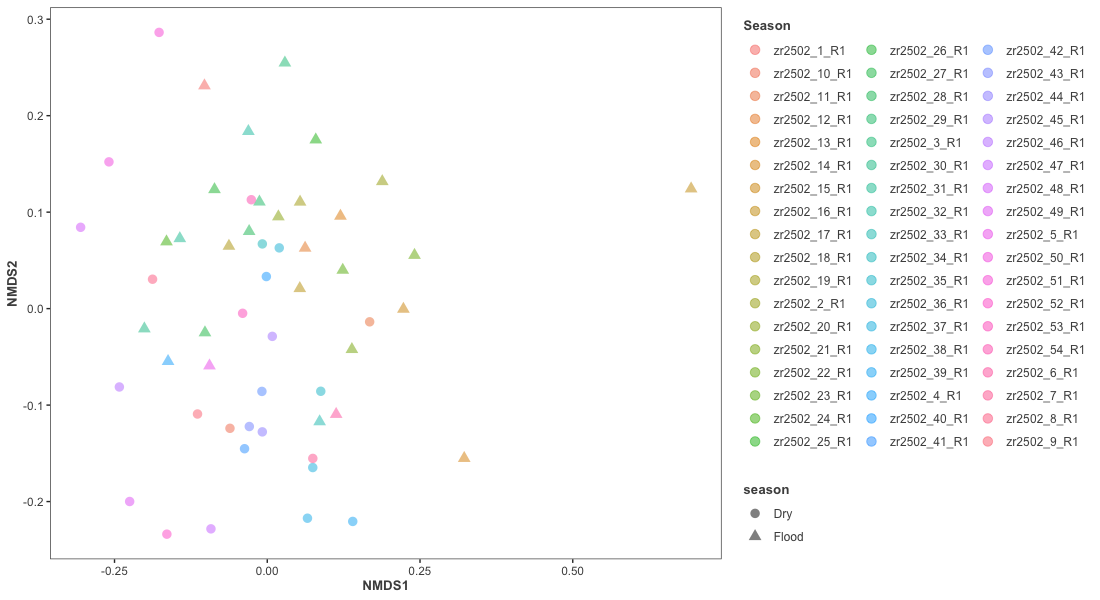 0.3
0.2
0.1
0.0
-0.1
-0.2
NMDS2
-0.25 0.00 0.25 0.50
NMDS1
Season
zr2502_1_R1 zr2502_26_R1 zr2502_42_R1
zr2502_10_R1 zr2502_27_R1 zr2502_43_R1
zr2502_11_R1 zr2502_28_R1 zr2502_44_R1
zr2502_12_R1 zr2502_29_R1 zr2502_45_R1
zr2502_13_R1 zr2502_3_R1 zr2502_46_R1
zr2502_14_R1 zr2502_30_R1 zr2502_47_R1
zr2502_15_R1 zr2502_31_R1 zr2502_48_R1
zr2502_16_R1 zr2502_32_R1 zr2502_49_R1
zr2502_17_R1 zr2502_33_R1 zr2502_5_R1
zr2502_18_R1 zr2502_34_R1 zr2502_50_R1
zr2502_19_R1 zr2502_35_R1 zr2502_51_R1
zr2502_2_R1 zr2502_36_R1 zr2502_52_R1
zr2502_20_R1 zr2502_37_R1 zr2502_53_R1
zr2502_21_R1 zr2502_38_R1 zr2502_54_R1
zr2502_22_R1 zr2502_39_R1 zr2502_6_R1
zr2502_23_R1 zr2502_4_R1 zr2502_7_R1
zr2502_24_R1 zr2502_40_R1 zr2502_8_R1
zr2502_25_R1 zr2502_41_R1 zr2502_9_R1
season
Dry
Flood